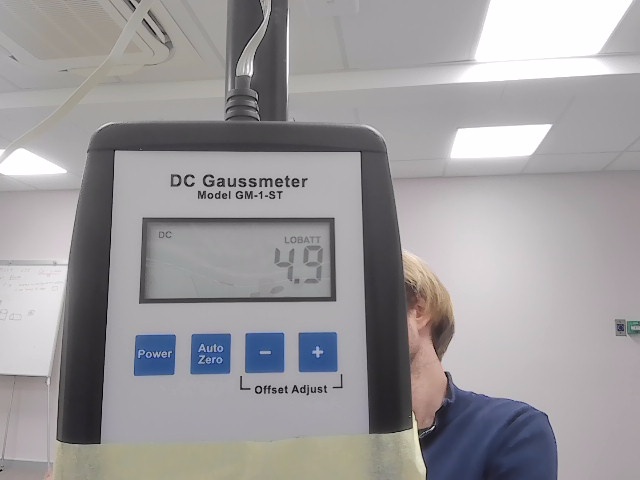 DC Gaussmeter
Model GM-1-ST
DC
LOBATT
4.9
Power
Auto
Zero
-
+
Offset Adjust